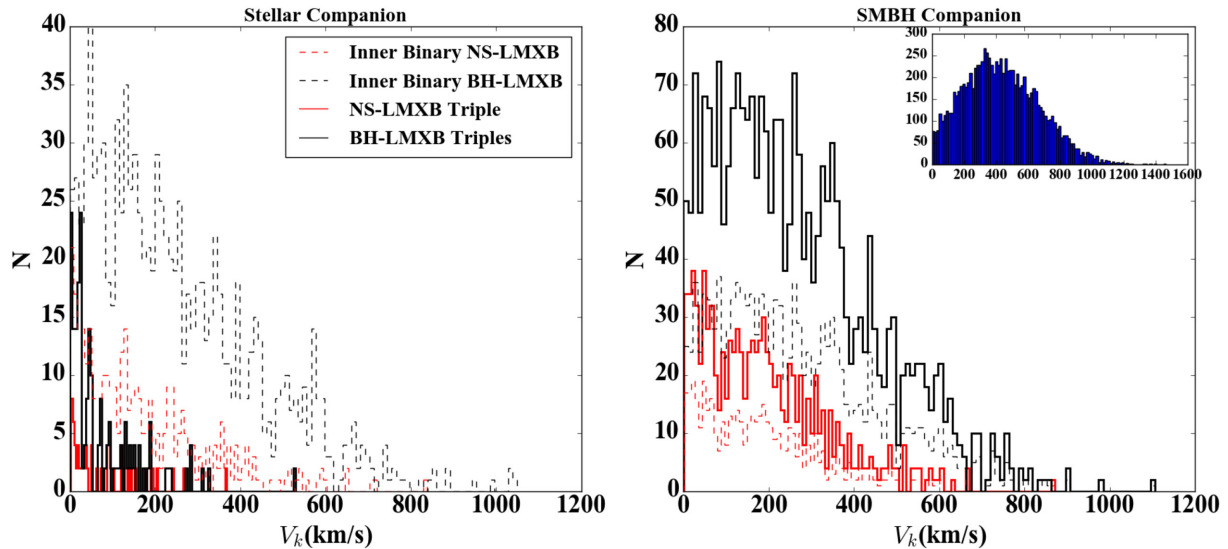 Stellar Companion
40
35
30
25
20
15
10
5
0
N
Inner Binary NS-LMXB
Inner Binary BH-LMXB
NS-LMXB Triple
BH-LMXB Triples
0 200 400 600 800 1000 1200
V_k(km/s)
SMBH Companion
80
70
60
50
40
30
20
10
0
N
300
250
200
150
100
50
0
0 200 400 600 800 1000 1200 1400 1600
0 200 400 600 800 1000 1200
V_k(km/s)